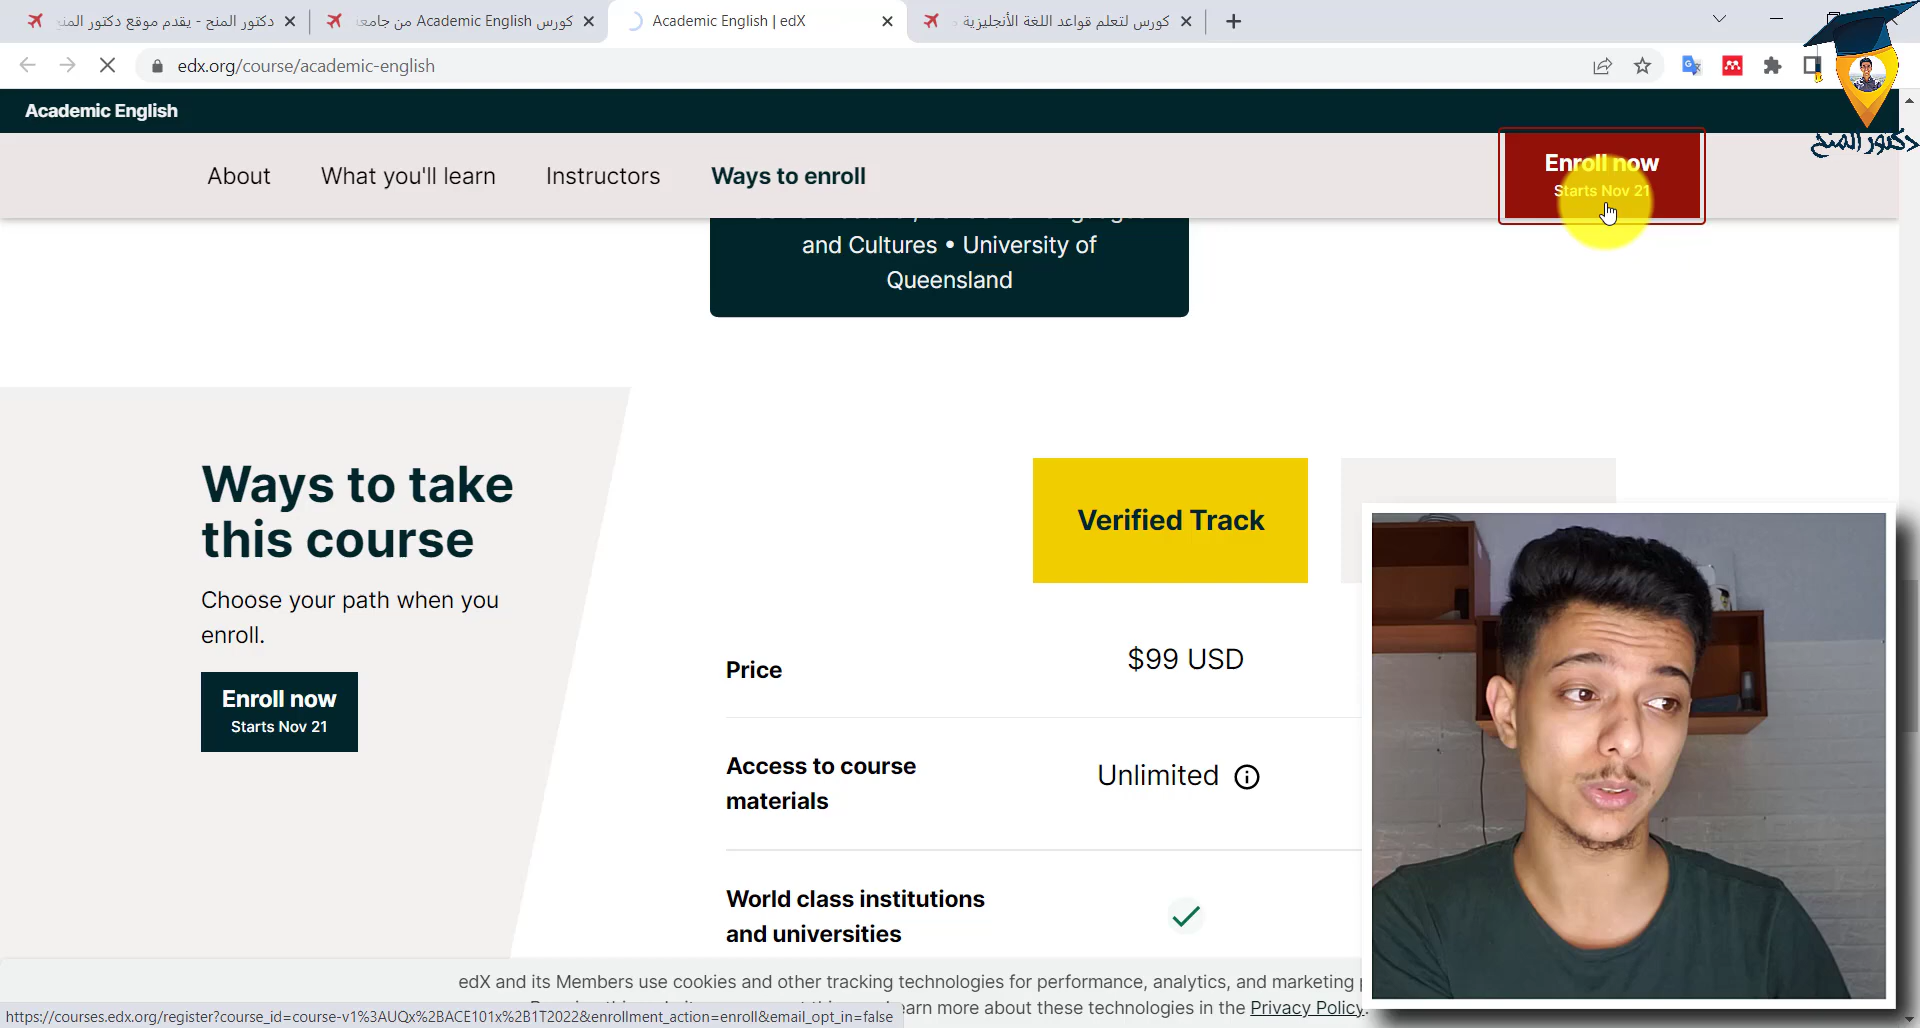 دكتور المنح - يقدم موقع دكتور المنح
كورس Academic English من جامعة
Academic English | edX
كورس لتعلم قواعد اللغة الأنجليزية
edx.org/course/academic-english
دكتور المنح
Academic English
About
What you'll learn
Instructors
Ways to enroll
Enroll now
Starts Nov 21
and Cultures • University of
Queensland
Ways to take
this course
Choose your path when you
enroll.
Enroll now
Starts Nov 21
Verified Track
Price
$99 USD
Access to course
materials
Unlimited
World class institutions
and universities
edX and its Members use cookies and other tracking technologies for performance, analytics, and marketing
learn more about these technologies in the Privacy Policy.
https://courses.edx.org/register?course_id=course-v1%3AUQx%2BACE101x%2B1T2022&enrollment_action=enroll&email_opt_in=false